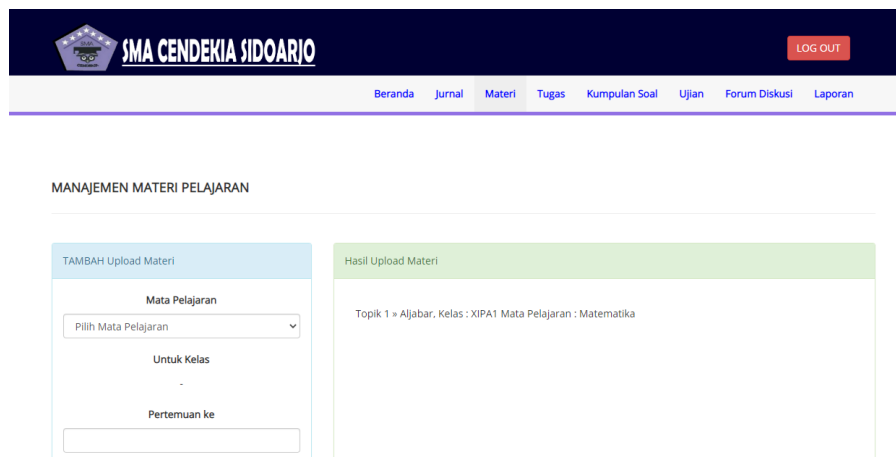 SMA
SMA CENDEKIA SIDOARJO
LOG OUT
Beranda Jurnal Materi Tugas Kumpulan Soal Ujian Forum Diskusi Laporan
MANAJEMEN MATERI PELAJARAN
TAMBAH Upload Materi
Mata Pelajaran
Pilih Mata Pelajaran
Untuk Kelas
-
Pertemuan ke
Hasil Upload Materi
Topik 1 » Aljabar, Kelas : XIPA1 Mata Pelajaran : Matematika